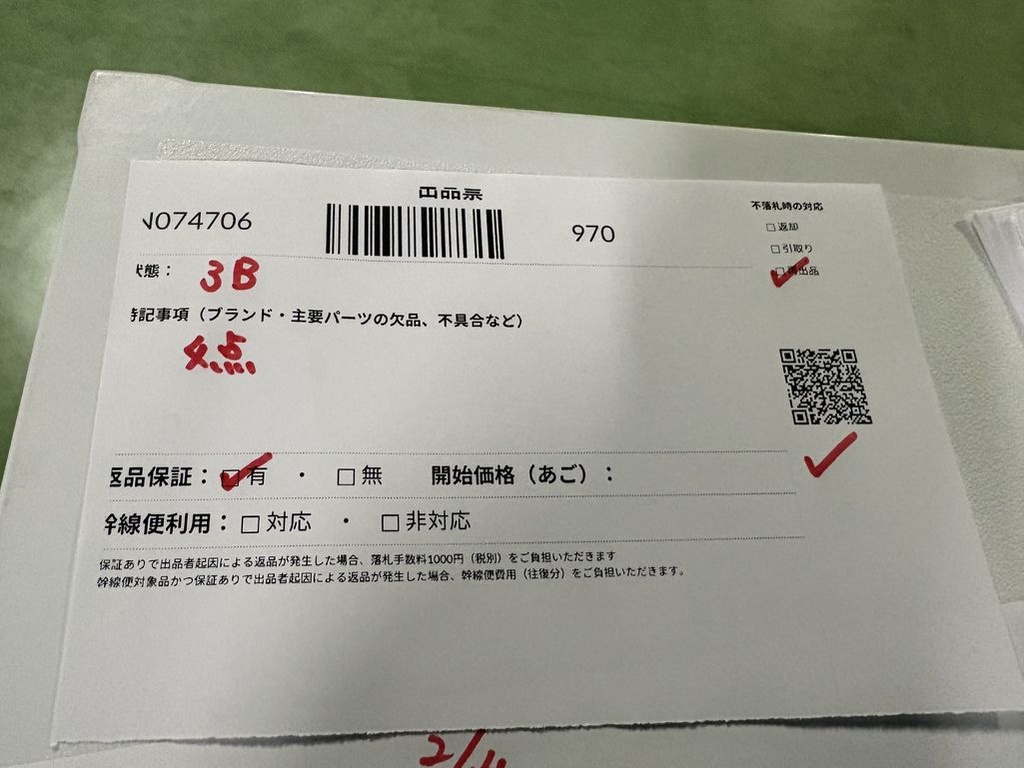 出品票
N074706
970
不落札時の対応
□返却
□引取り
☑再出品
状態： 3B
特記事項（ブランド・主要パーツの欠品、不具合など）
4点
返品保証：☑有 ・ □無 開始価格（あご）：
幹線便利用：□対応 ・ □非対応
保証ありで出品者起因による返品が発生した場合、落札手数料1000円（税別）をご負担いただきます
幹線便対象品かつ保証ありで出品者起因による返品が発生した場合、幹線便費用（往復分）をご負担いただきます。
2/4